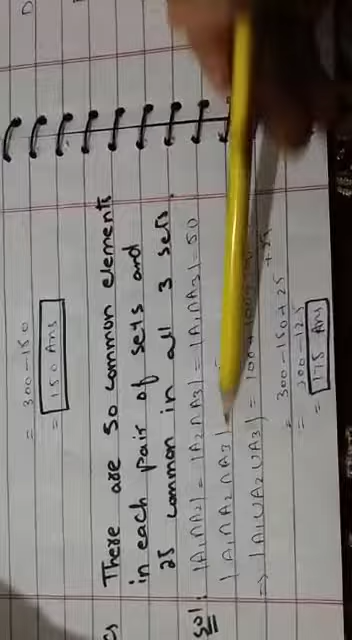 = 300-150
= 150 Ans
c) There are 50 common elements
in each pair of sets and
25 common in all 3 sets.
Sol: |A1∩A2| = |A2∩A3| = |A1∩A3| = 50
|A1∩A2∩A3|
⇒ |A1∪A2∪A3| = 100+100
+25
= 300-150+25
= 300-125
= 175 Ans